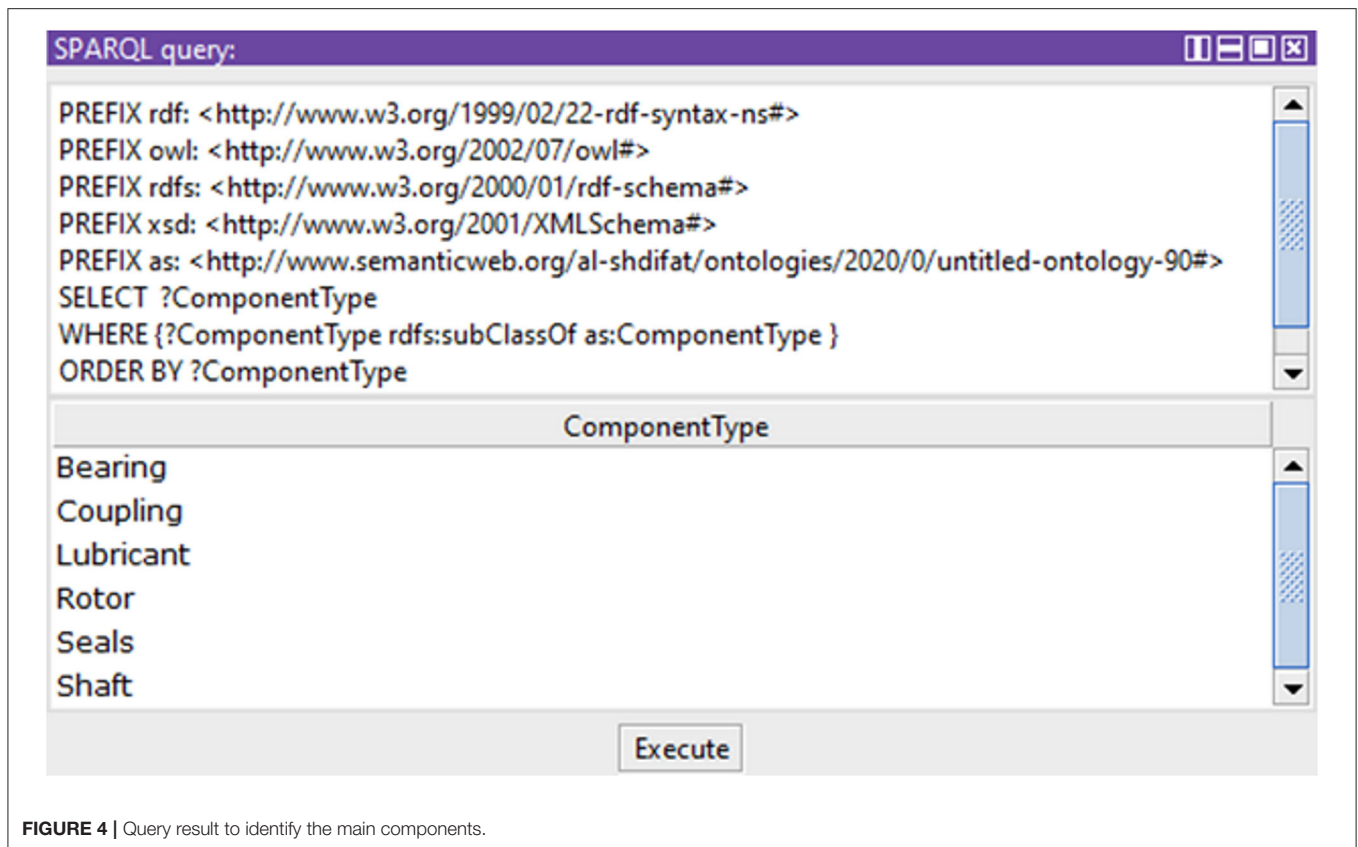 SPARQL query:
PREFIX rdf: <http://www.w3.org/1999/02/22-rdf-syntax-ns#>
PREFIX owl: <http://www.w3.org/2002/07/owl#>
PREFIX rdfs: <http://www.w3.org/2000/01/rdf-schema#>
PREFIX xsd: <http://www.w3.org/2001/XMLSchema#>
PREFIX as: <http://www.semanticweb.org/al-shdifat/ontologies/2020/0/untitled-ontology-90#>
SELECT ?ComponentType
WHERE {?ComponentType rdfs:subClassOf as:ComponentType }
ORDER BY ?ComponentType
ComponentType
Bearing
Coupling
Lubricant
Rotor
Seals
Shaft
Execute
FIGURE 4 | Query result to identify the main components.